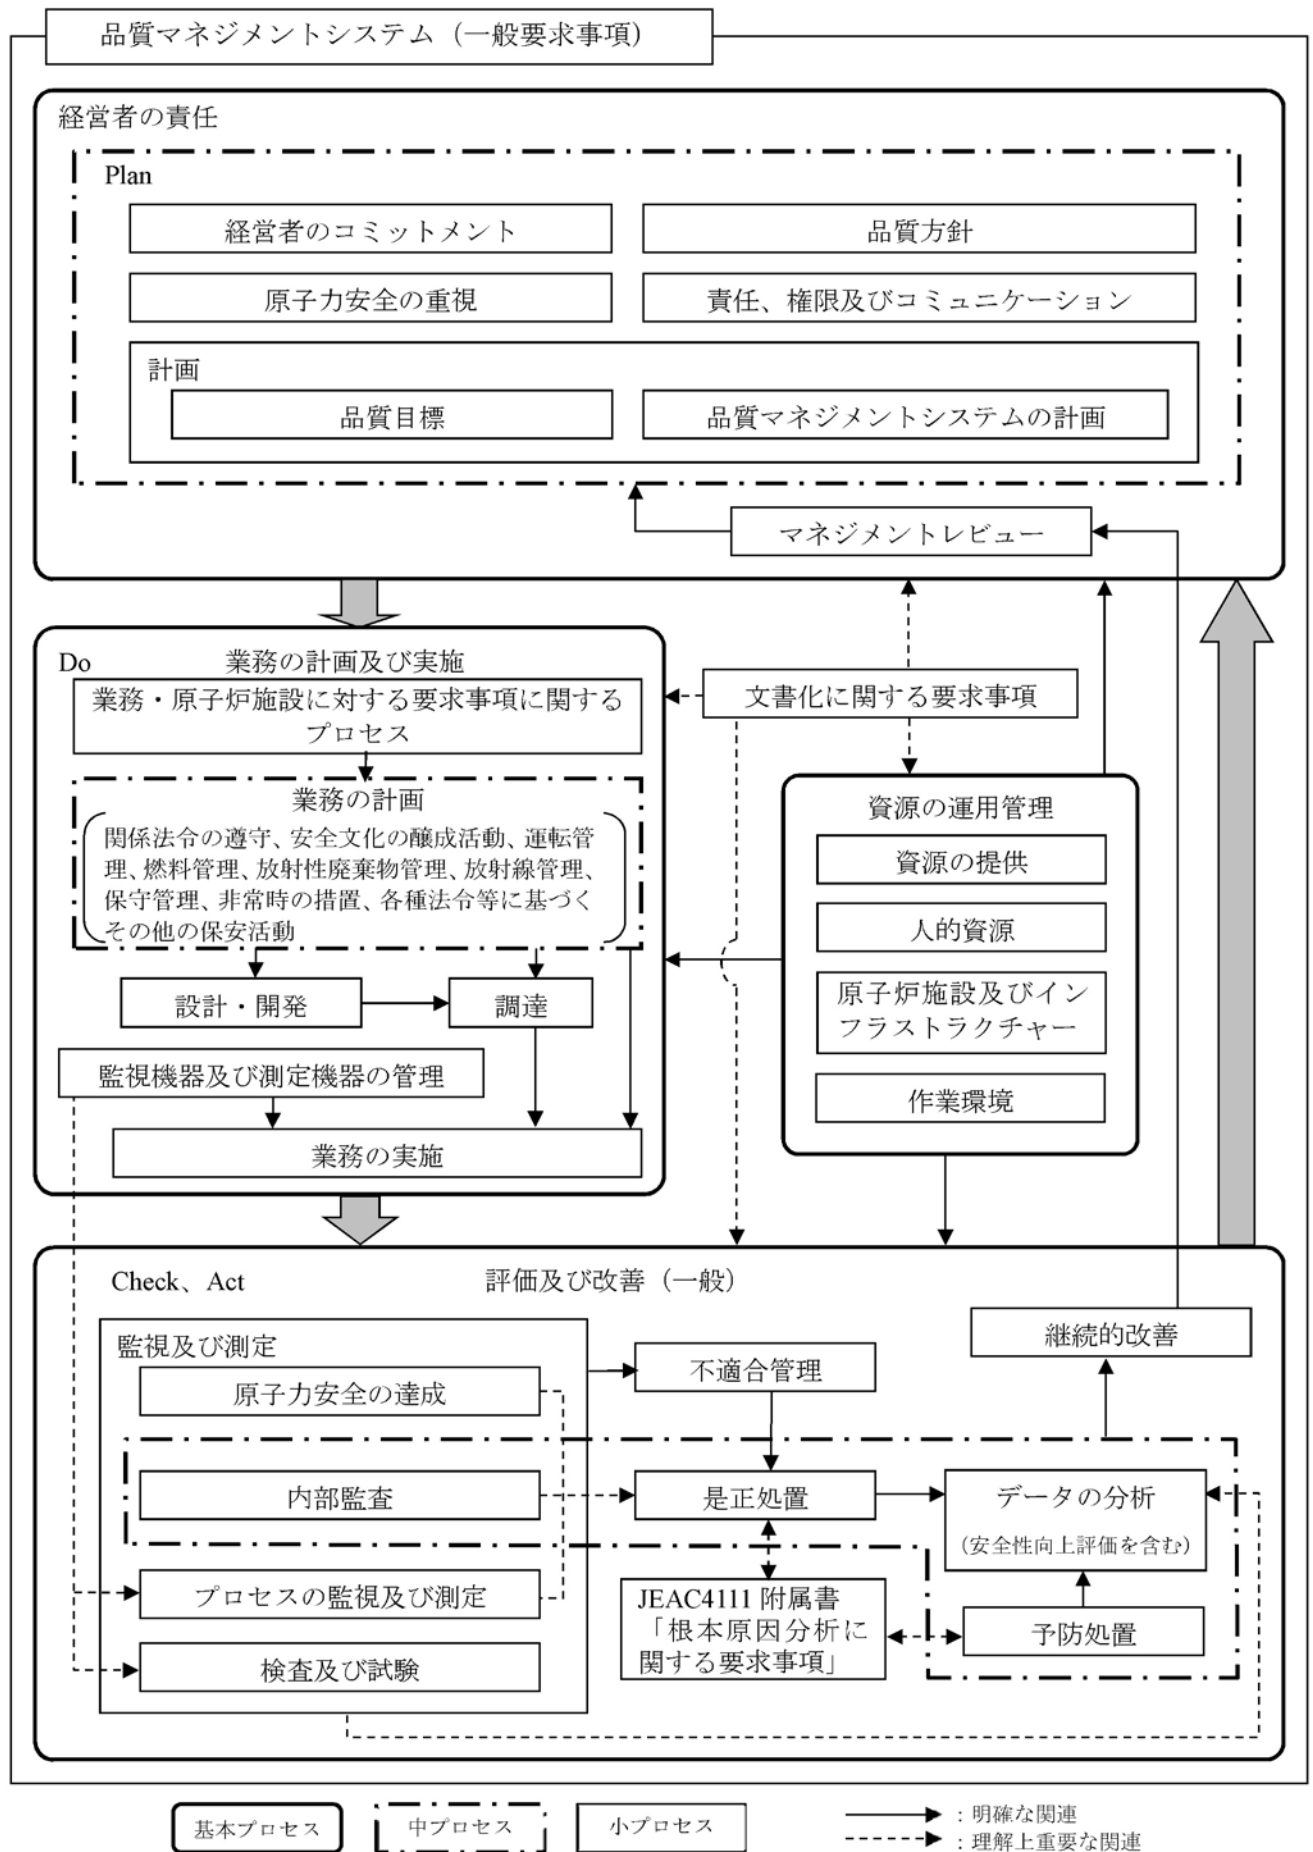 品質マネジメントシステム（一般要求事項）
経営者の責任
Plan
経営者のコミットメント
品質方針
原子力安全の重視
責任、権限及びコミュニケーション
計画
品質目標
品質マネジメントシステムの計画
マネジメントレビュー
Do
業務の計画及び実施
業務・原子炉施設に対する要求事項に関する
プロセス
業務の計画
関係法令の遵守、安全文化の醸成活動、運転管
理、燃料管理、放射性廃棄物管理、放射線管理、
保守管理、非常時の措置、各種法令等に基づく
その他の保安活動
設計・開発
調達
監視機器及び測定機器の管理
業務の実施
文書化に関する要求事項
資源の運用管理
資源の提供
人的資源
原子炉施設及びイン
フラストラクチャー
作業環境
Check、Act
評価及び改善（一般）
監視及び測定
原子力安全の達成
内部監査
プロセスの監視及び測定
検査及び試験
不適合管理
是正処置
JEAC4111 附属書
「根本原因分析に
関する要求事項」
継続的改善
データの分析
（安全性向上評価を含む）
予防処置
基本プロセス
中プロセス
小プロセス
：明確な関連
：理解上重要な関連